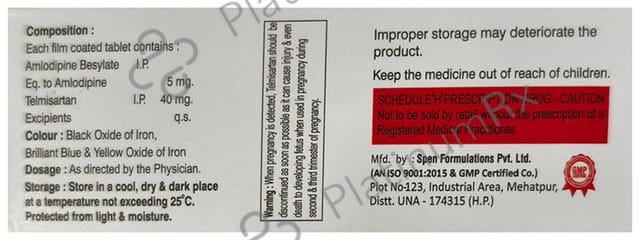 Composition :
Each film coated tablet contains :
Amlodipine Besylate I.P.
Eq. to Amlodipine 5 mg.
Telmisartan I.P. 40 mg.
Excipients q.s.
Colour : Black Oxide of Iron,
Brilliant Blue & Yellow Oxide of Iron
Dosage : As directed by the Physician.
Storage : Store in a cool, dry & dark place
at a temperature not exceeding 25°C.
Protected from light & moisture.
Warning : When pregnancy is detected, Telmisartan should be
discontinued as soon as possible as it can cause injury & even
death to developing fetus when used in pregnancy during
second & third trimester of pregnancy.
Improper storage may deteriorate the
product.
Keep the medicine out of reach of children.
SCHEDULE 'H' PRESCRIPTION DRUG - CAUTION
Not to be sold by retail without the prescription of a
Registered Medical Practitioner.
Mfd. by : Spen Formulations Pvt. Ltd.
(AN ISO 9001:2015 & GMP Certified Co.)
Plot No-123, Industrial Area, Mehatpur,
Distt. UNA - 174315 (H.P.)
GMP
PlatinumRx
PlatinumRx